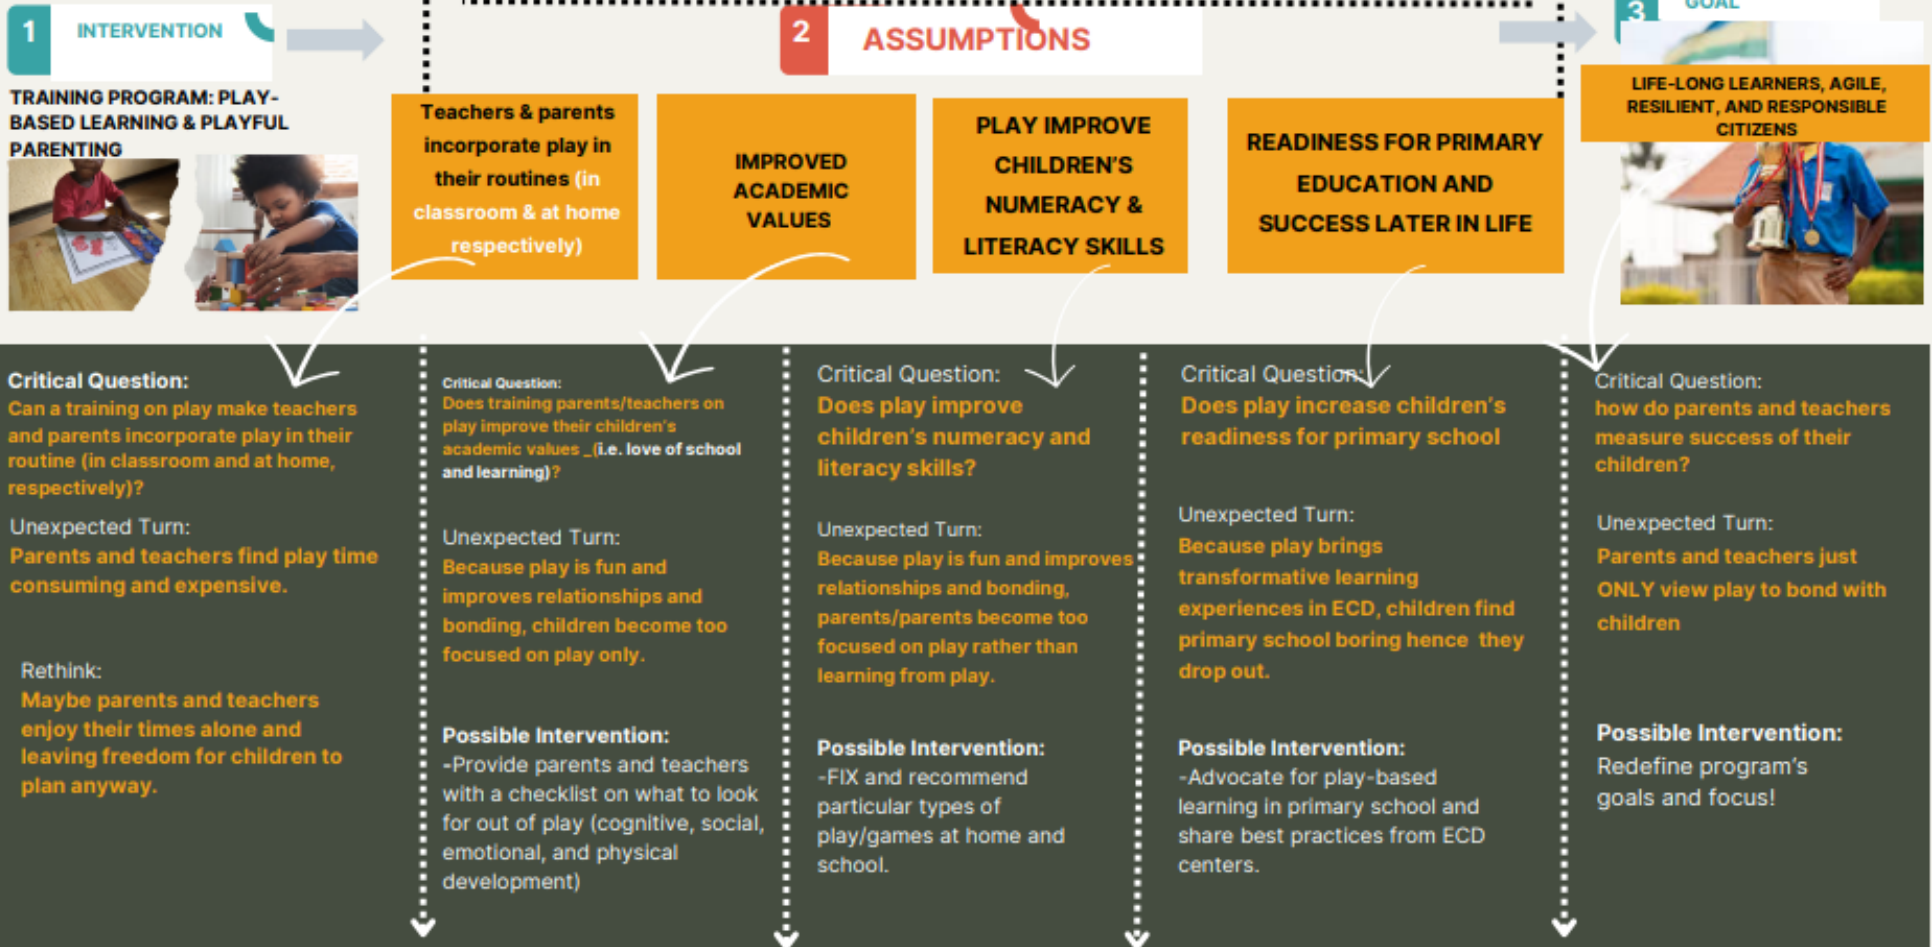 1
INTERVENTION
2
ASSUMPTIONS
3
GOAL
TRAINING PROGRAM: PLAY-
BASED LEARNING & PLAYFUL
PARENTING
Teachers & parents
incorporate play in
their routines (in
classroom & at home
respectively)
IMPROVED
ACADEMIC
VALUES
PLAY IMPROVE
CHILDREN'S
NUMERACY &
LITERACY SKILLS
READINESS FOR PRIMARY
EDUCATION AND
SUCCESS LATER IN LIFE
LIFE-LONG LEARNERS, AGILE,
RESILIENT, AND RESPONSIBLE
CITIZENS
Critical Question:
Can a training on play make teachers
and parents incorporate play in their
routine (in classroom and at home,
respectively)?
Unexpected Turn:
Parents and teachers find play time
consuming and expensive.
Rethink:
Maybe parents and teachers
enjoy their times alone and
leaving freedom for children to
plan anyway.
Critical Question:
Does training parents/teachers on
play improve their children's
academic values _(i.e. love of school
and learning)?
Unexpected Turn:
Because play is fun and
improves relationships and
bonding, children become too
focused on play only.
Possible Intervention:
-Provide parents and teachers
with a checklist on what to look
for out of play (cognitive, social,
emotional, and physical
development)
Critical Question:
Does play improve
children's numeracy and
literacy skills?
Unexpected Turn:
Because play is fun and improves
relationships and bonding,
parents/parents become too
focused on play rather than
learning from play.
Possible Intervention:
-FIX and recommend
particular types of
play/games at home and
school.
Critical Question:
Does play increase children's
readiness for primary school
Unexpected Turn:
Because play brings
transformative learning
experiences in ECD, children find
primary school boring hence they
drop out.
Possible Intervention:
-Advocate for play-based
learning in primary school and
share best practices from ECD
centers.
Critical Question:
how do parents and teachers
measure success of their
children?
Unexpected Turn:
Parents and teachers just
ONLY view play to bond with
children
Possible Intervention:
Redefine program's
goals and focus!